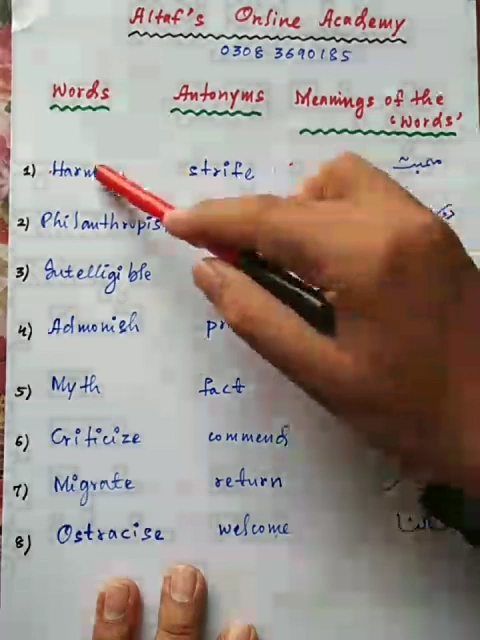 Altaf's Online Academy
0308 3690185
Words Antonyms Meanings of the
"Words"
1) strife محبت
2)
3) Intelligible
4) Admonish
5) Myth fact
6) Criticize commend
7) Migrate return
8) Ostracise welcome